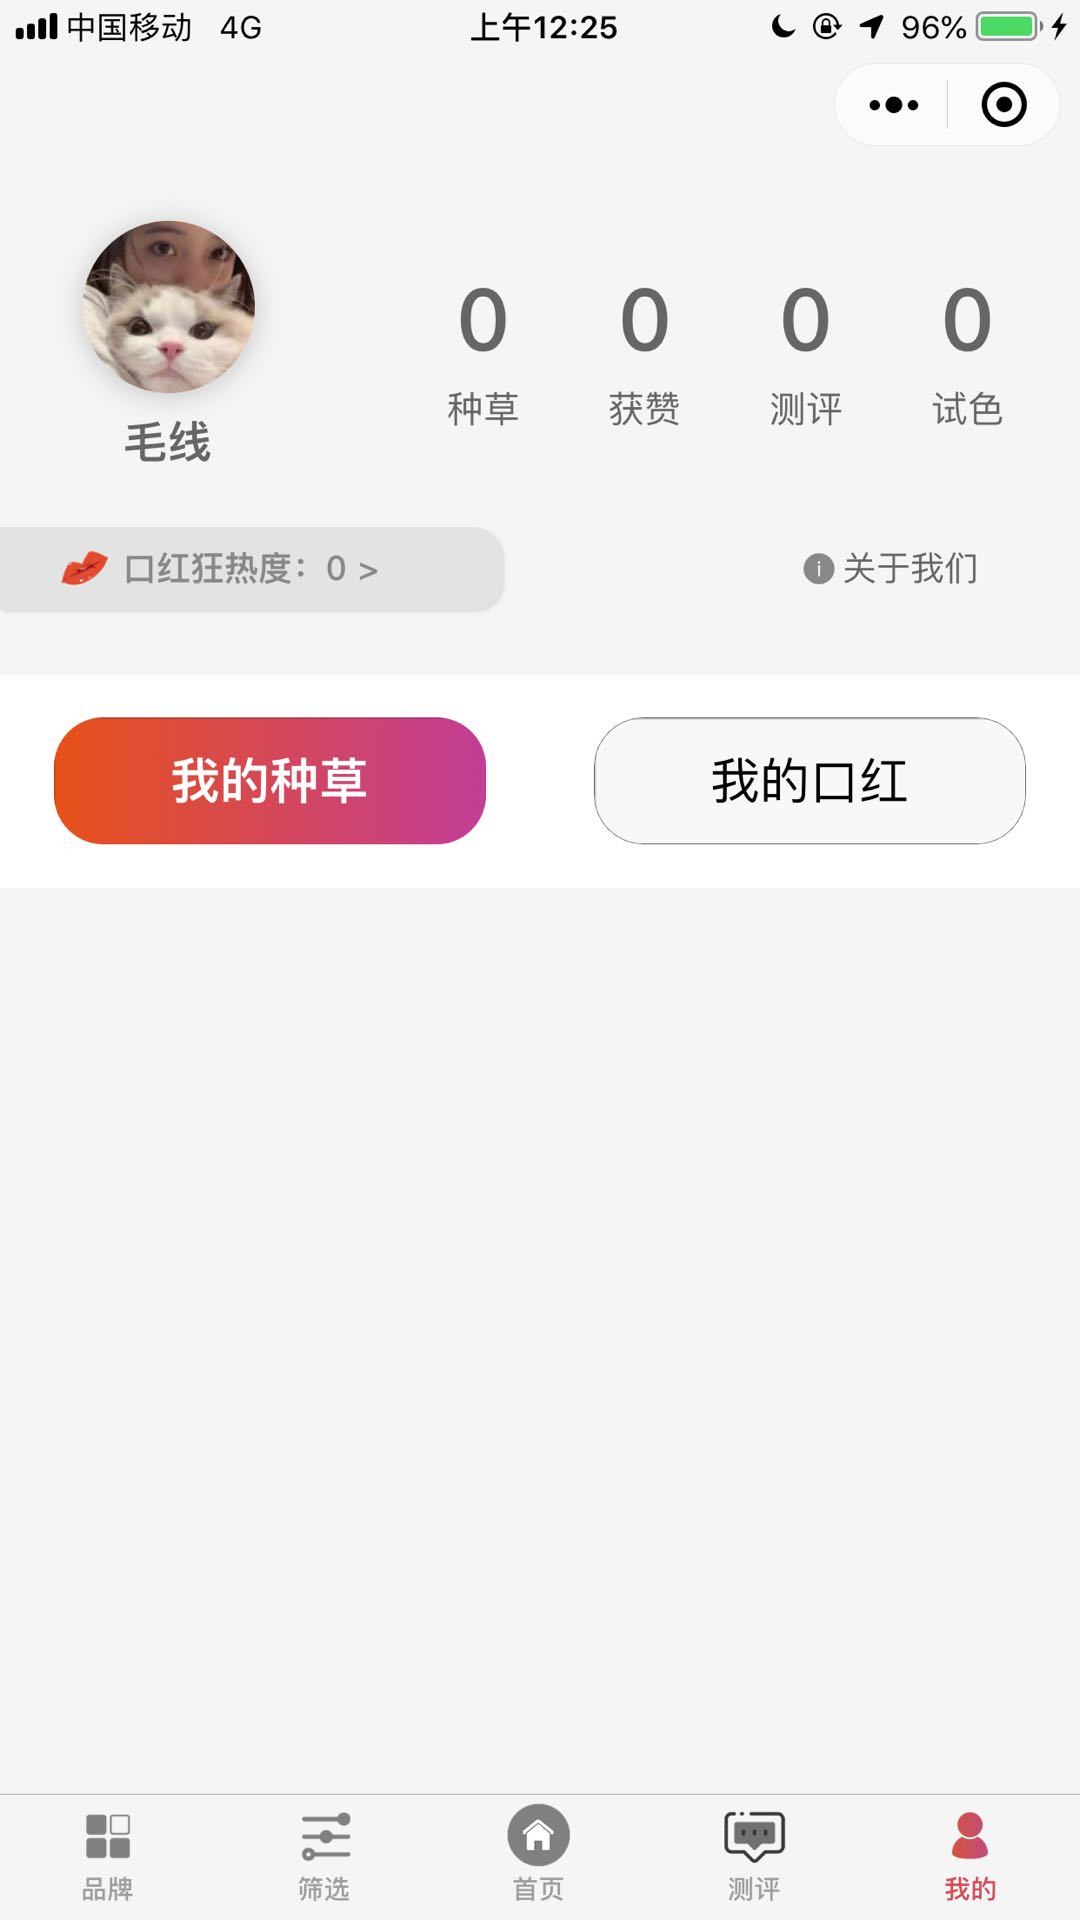 中国移动 4G 上午12:25 96%
0 0 0 0
种草 获赞 测评 试色
毛线
口红狂热度：0 > 关于我们
我的种草 我的口红
品牌 筛选 首页 测评 我的